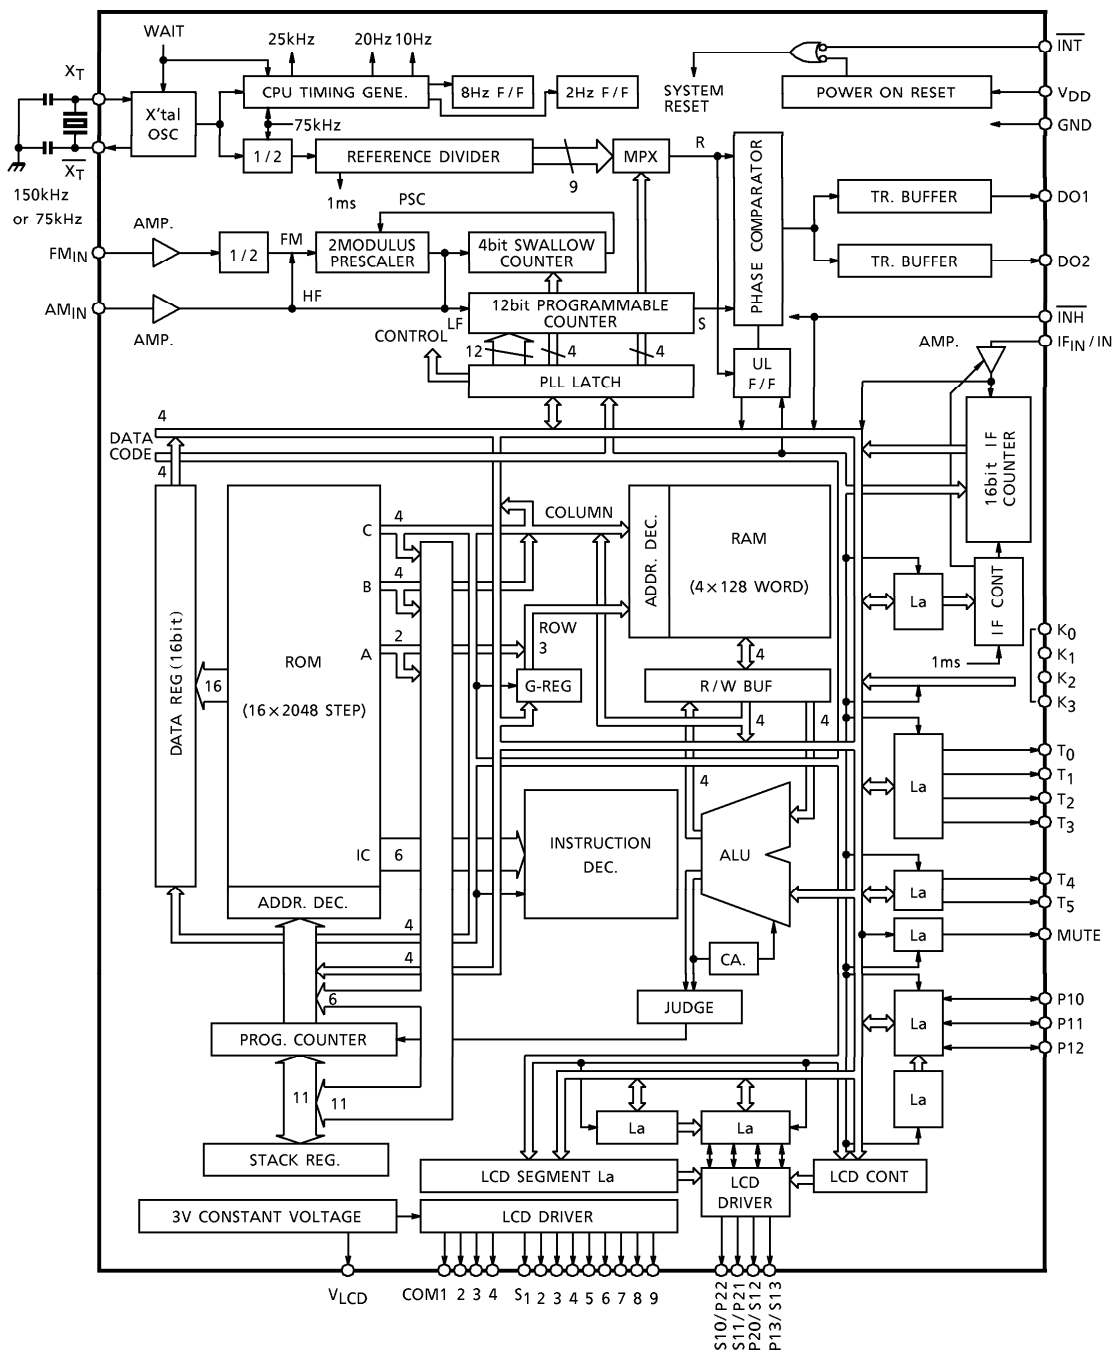 WAIT
25kHz
20Hz
10Hz
INT
XT
CPU TIMING GENE.
8Hz F/F
2Hz F/F
SYSTEM
RESET
POWER ON RESET
VDD
X'tal
OSC
75kHz
GND
1/2
REFERENCE DIVIDER
9
MPX
R
XT
150kHz
or 75kHz
1ms
PSC
PHASE COMPARATOR
TR. BUFFER
DO1
AMP.
FMIN
1/2
FM
2MODULUS
PRESCALER
4bit SWALLOW
COUNTER
TR. BUFFER
DO2
AMIN
HF
LF
12bit PROGRAMMABLE
COUNTER
S
INH
AMP.
CONTROL
12
4
4
AMP.
IFIN/IN
PLL LATCH
UL
F/F
4
DATA
CODE
4
16bit IF
COUNTER
C
4
COLUMN
ADDR. DEC.
RAM
(4×128 WORD)
B
4
La
IF CONT
DATA REG (16bit)
ROM
(16×2048 STEP)
16
A
2
ROW
3
1ms
K0
K1
K2
K3
4
G-REG
R/W BUF
4
4
La
T0
T1
T2
T3
4
INSTRUCTION
DEC.
ALU
IC
6
La
T4
T5
ADDR. DEC.
4
4
La
MUTE
CA.
6
JUDGE
La
P10
P11
P12
PROG. COUNTER
11
11
La
La
La
STACK REG.
LCD SEGMENT La
LCD
DRIVER
LCD CONT
3V CONSTANT VOLTAGE
LCD DRIVER
VLCD
COM1
2
3
4
S1
2
3
4
5
6
7
8
9
S10/P22
S11/P21
P20/S12
P13/S13